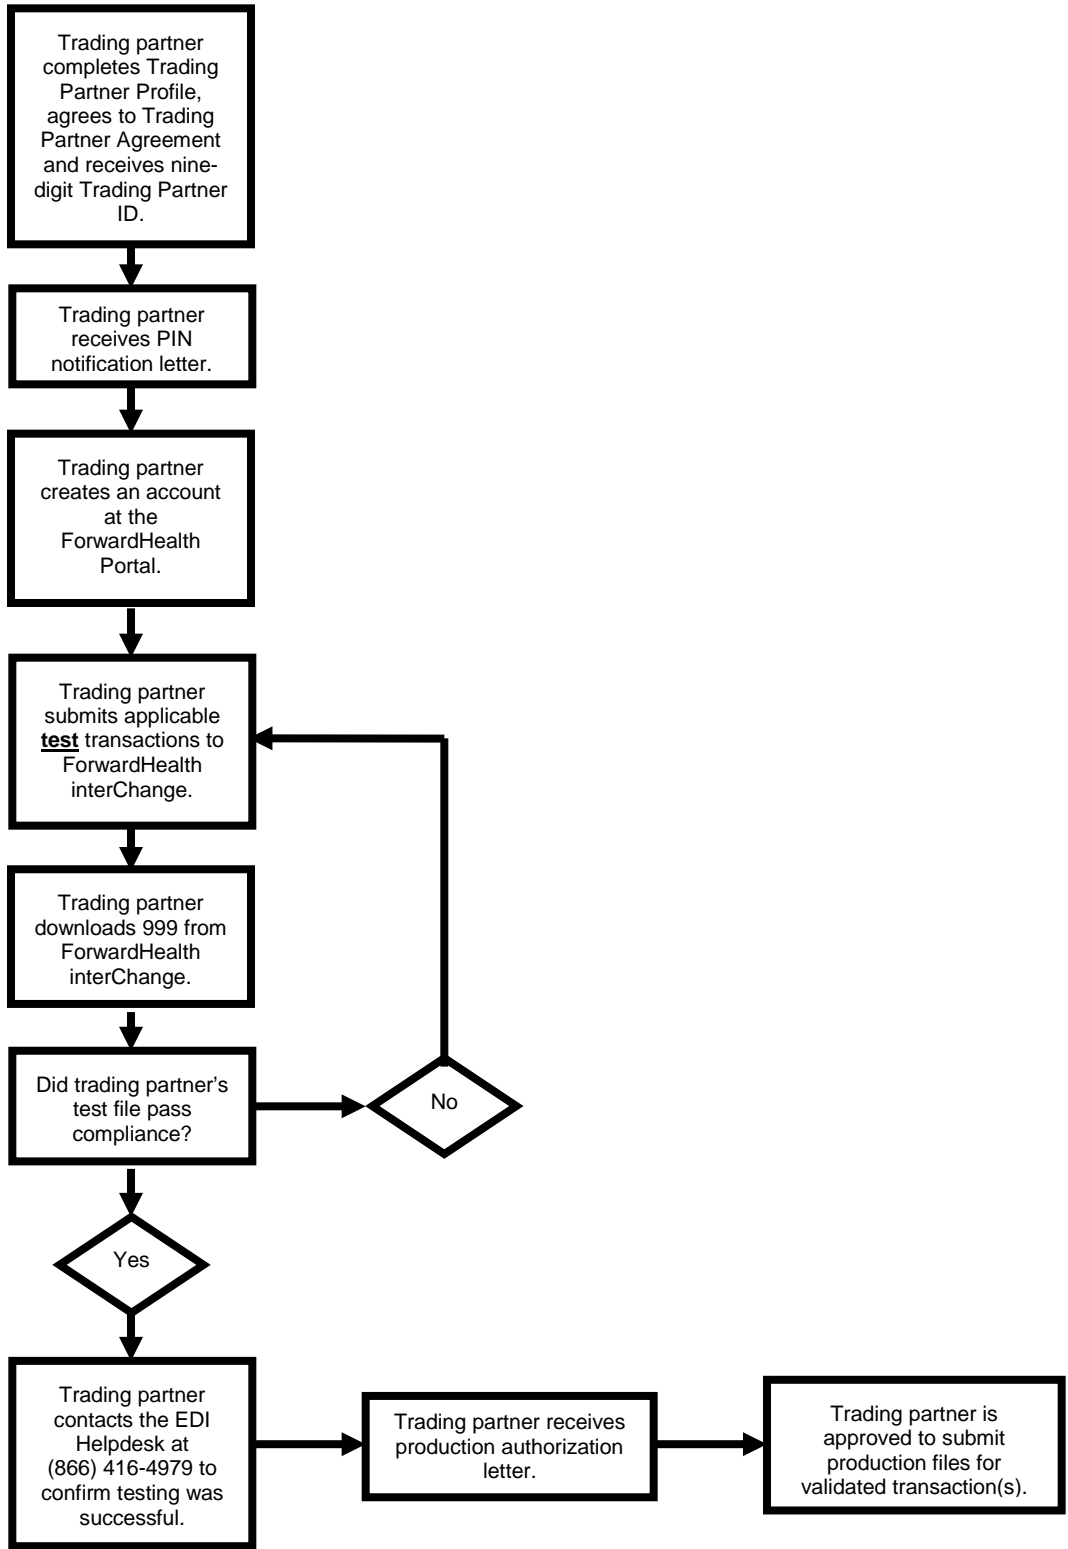 Trading partner
completes Trading
Partner Profile,
agrees to Trading
Partner Agreement
and receives nine-
digit Trading Partner
ID.
Trading partner
receives PIN
notification letter.
Trading partner
creates an account
at the
ForwardHealth
Portal.
Trading partner
submits applicable
test transactions to
ForwardHealth
interChange.
Trading partner
downloads 999 from
ForwardHealth
interChange.
Did trading partner’s
test file pass
compliance?
No
Yes
Trading partner
contacts the EDI
Helpdesk at
(866) 416-4979 to
confirm testing was
successful.
Trading partner receives
production authorization
letter.
Trading partner is
approved to submit
production files for
validated transaction(s).